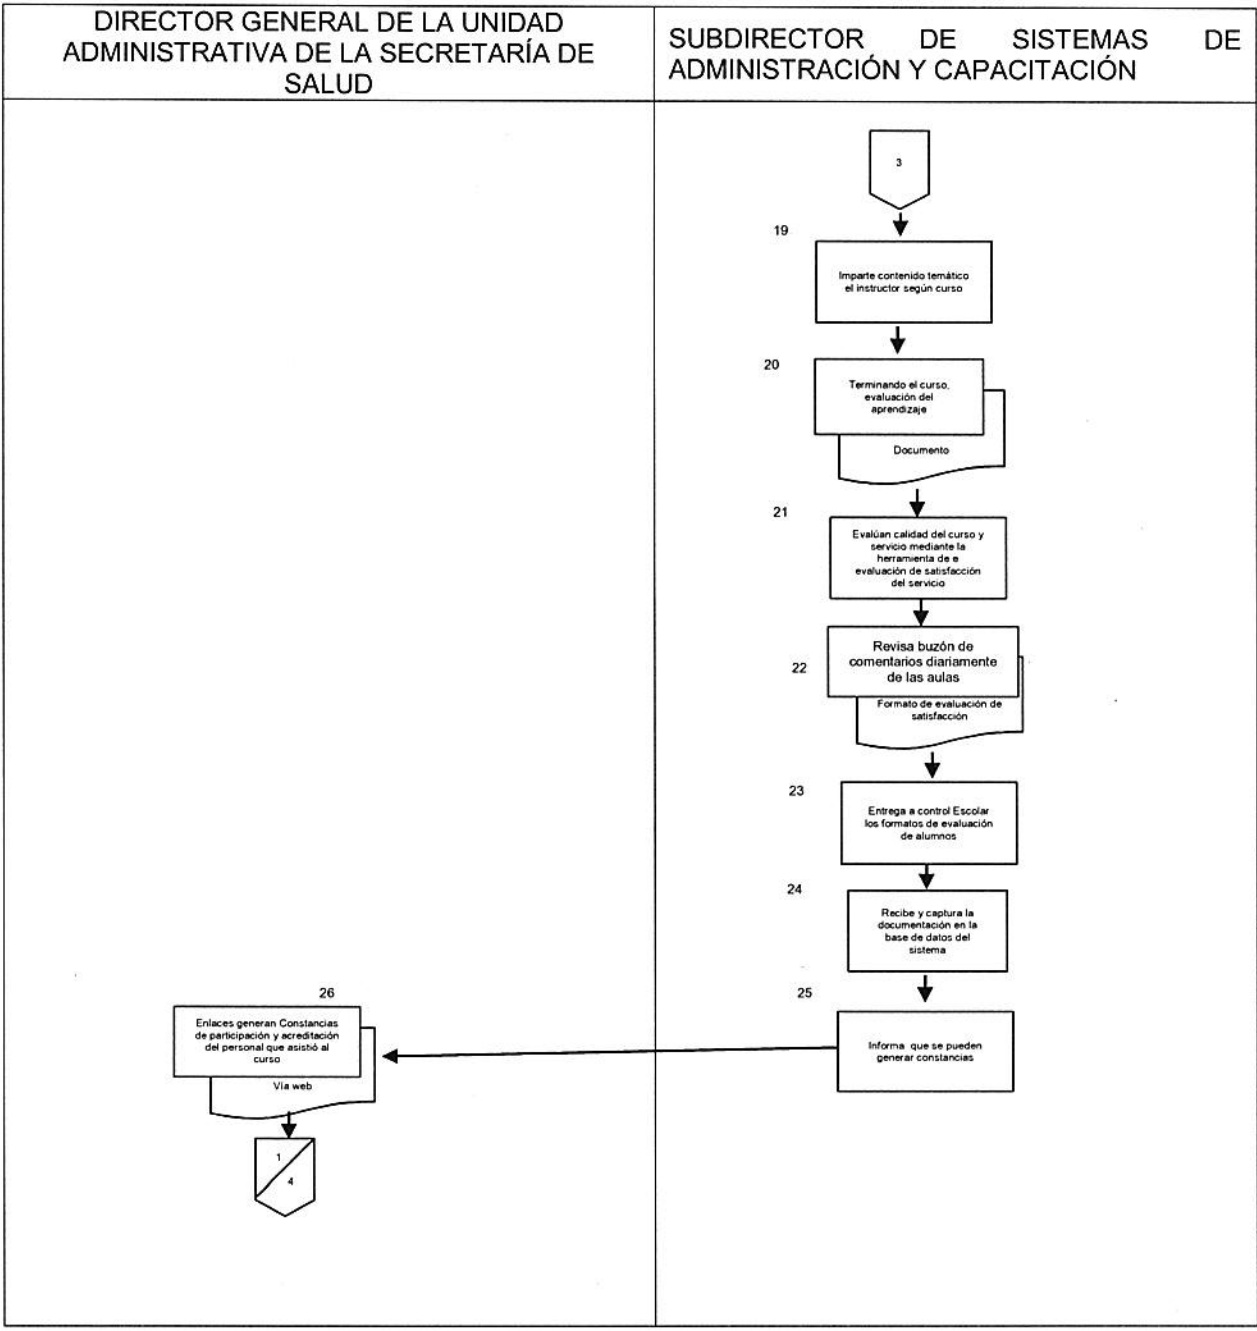 DIRECTOR GENERAL DE LA UNIDAD
ADMINISTRATIVA DE LA SECRETARÍA DE
SALUD
SUBDIRECTOR DE SISTEMAS DE
ADMINISTRACIÓN Y CAPACITACIÓN
3
19
Imparte contenido temático
el instructor según curso
20
Terminando el curso,
evaluación del
aprendizaje
Documento
21
Evalúan calidad del curso y
servicio mediante la
herramienta de e
evaluación de satisfacción
del servicio
22
Revisa buzón de
comentarios diariamente
de las aulas
Formato de evaluación de
satisfacción
23
Entrega a control Escolar
los formatos de evaluación
de alumnos
24
Recibe y captura la
documentación en la
base de datos del
sistema
25
Informa que se pueden
generar constancias
26
Enlaces generan Constancias
de participación y acreditación
del personal que asistió al
curso
Vía web
1
4